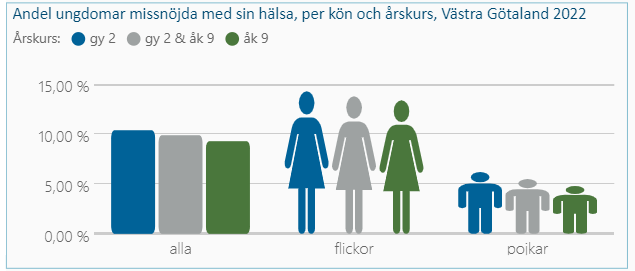 Andel ungdomar missnöjda med sin hälsa, per kön och årskurs, Västra Götaland 2022
Årskurs: gy 2 gy 2 & åk 9 åk 9
15,00 %
10,00 %
5,00 %
0,00 %
alla flickor pojkar